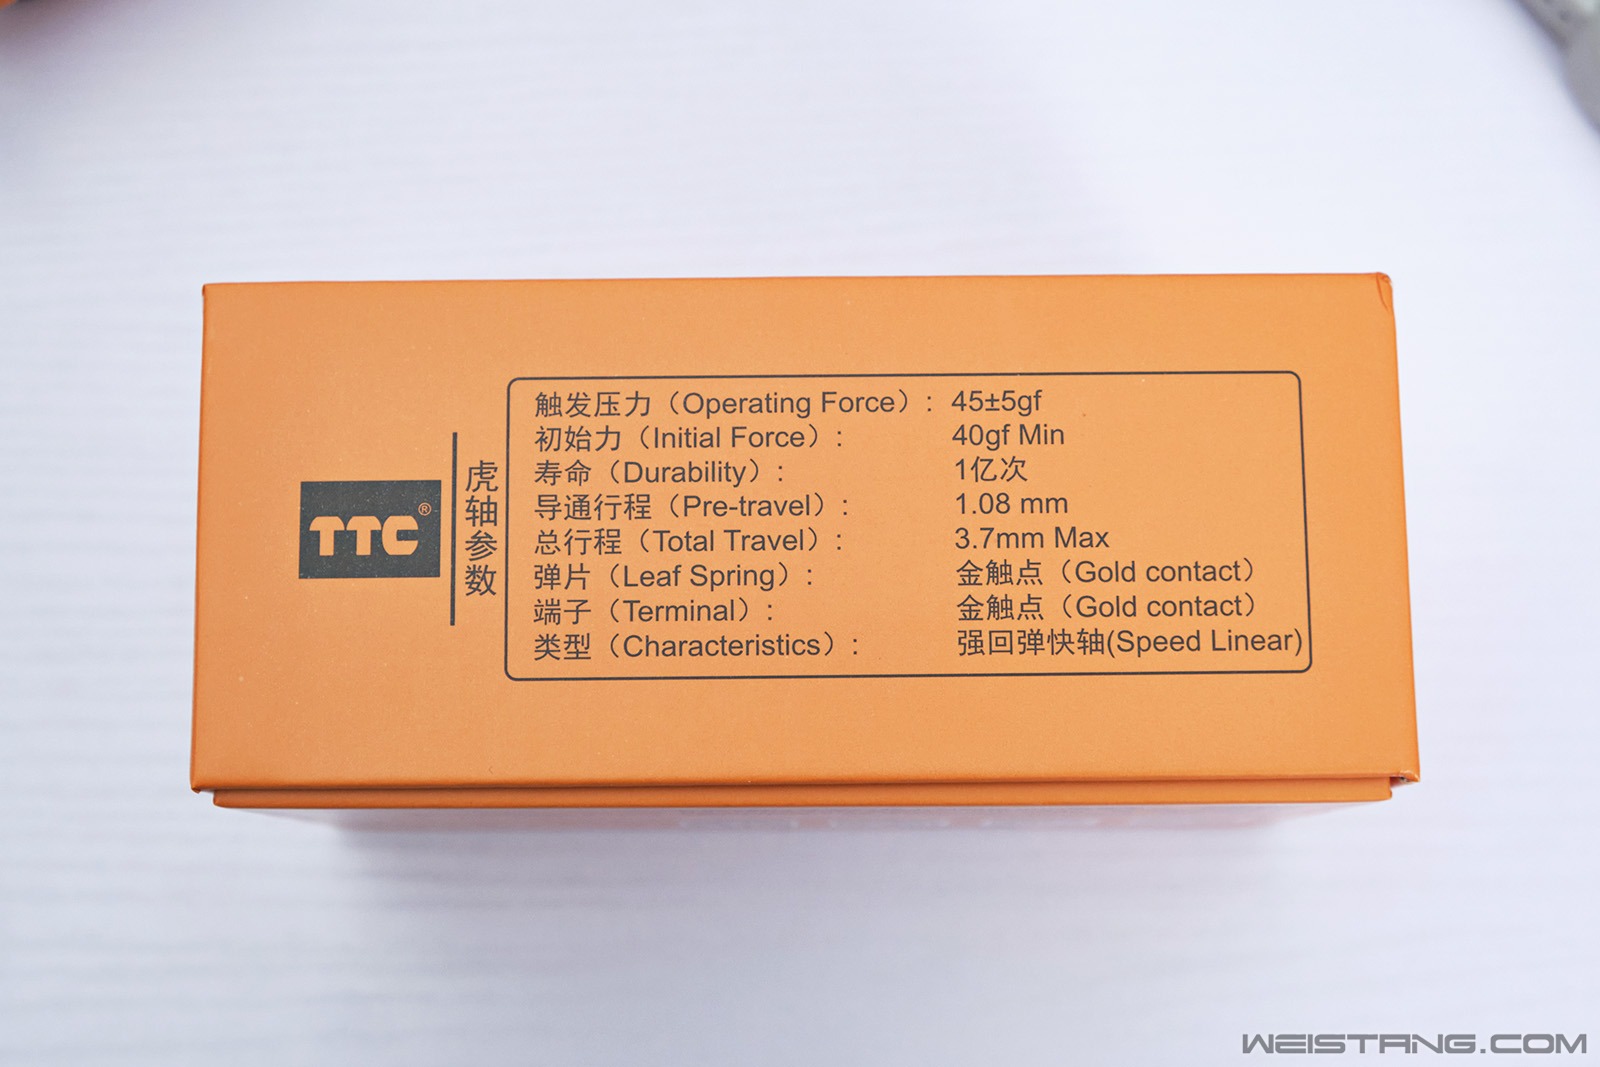 TTC®
虎轴参数
触发压力（Operating Force）: 45±5gf
初始力（Initial Force）: 40gf Min
寿命（Durability）: 1亿次
导通行程（Pre-travel）: 1.08 mm
总行程（Total Travel）: 3.7mm Max
弹片（Leaf Spring）: 金触点（Gold contact）
端子（Terminal）: 金触点（Gold contact）
类型（Characteristics）: 强回弹快轴(Speed Linear)
WEISTANG.COM